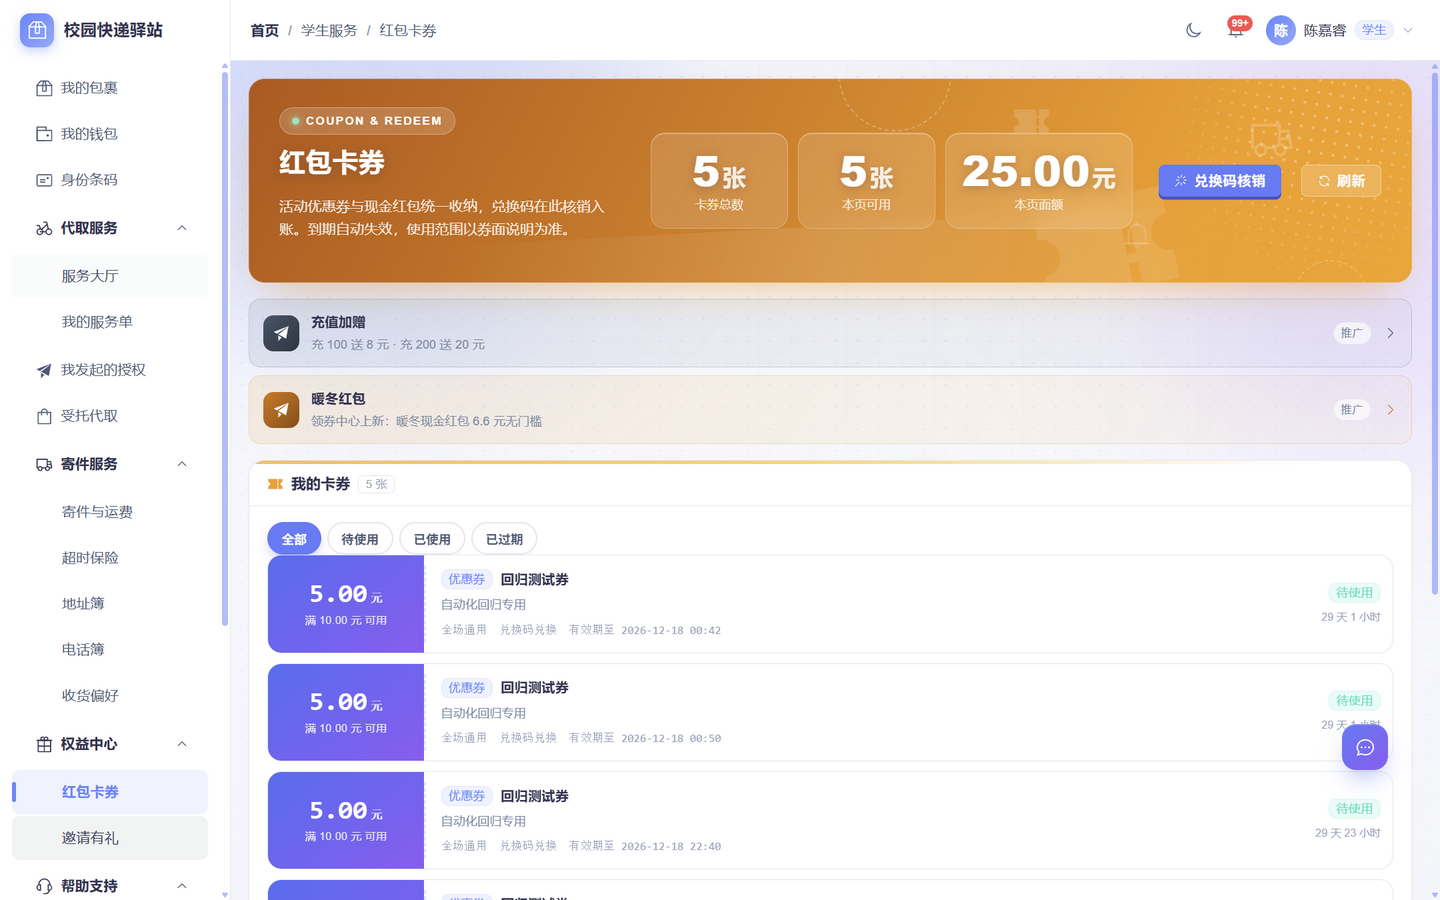 校园快递驿站
首页 / 学生服务 / 红包卡券
99+
陈
陈嘉睿
学生
我的包裹
我的钱包
身份条码
代取服务
服务大厅
我的服务单
我发起的授权
受托代取
寄件服务
寄件与运费
超时保险
地址簿
电话簿
收货偏好
权益中心
红包卡券
邀请有礼
帮助支持
COUPON & REDEEM
红包卡券
活动优惠券与现金红包统一收纳，兑换码在此核销入
账。到期自动失效，使用范围以券面说明为准。
5张
卡券总数
5张
本页可用
25.00元
本页面额
兑换码核销
刷新
充值加赠
充 100 送 8 元 · 充 200 送 20 元
推广
暖冬红包
领券中心上新：暖冬现金红包 6.6 元无门槛
推广
我的卡券
5 张
全部
待使用
已使用
已过期
5.00元
满 10.00 元 可用
优惠券 回归测试券
自动化回归专用
全场通用 兑换码兑换 有效期至 2026-12-18 00:42
待使用
29 天 1 小时
5.00元
满 10.00 元 可用
优惠券 回归测试券
自动化回归专用
全场通用 兑换码兑换 有效期至 2026-12-18 00:50
待使用
29 天 1 小时
5.00元
满 10.00 元 可用
优惠券 回归测试券
自动化回归专用
全场通用 兑换码兑换 有效期至 2026-12-18 22:40
待使用
29 天 23 小时